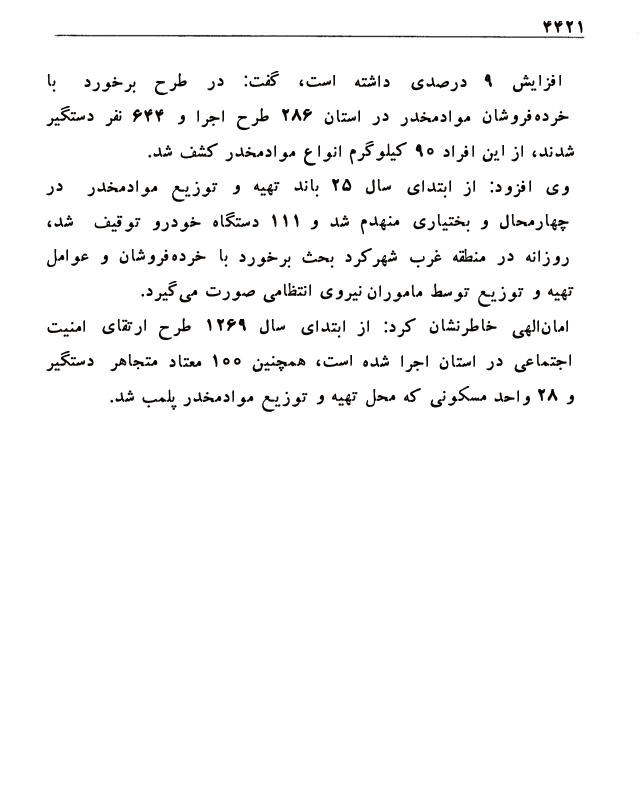 ۴۴۲۱
افزایش ۹ درصدی داشته است، گفت: در طرح برخورد با
خرده‌فروشان موادمخدر در استان ۲۸۶ طرح اجرا و ۶۴۴ نفر دستگیر
شدند، از این افراد ۹۰ کیلوگرم انواع موادمخدر کشف شد.
وی افزود: از ابتدای سال ۲۵ باند تهیه و توزیع موادمخدر در
چهارمحال و بختیاری منهدم شد و ۱۱۱ دستگاه خودرو توقیف شد،
روزانه در منطقه غرب شهرکرد بحث برخورد با خرده‌فروشان و عوامل
تهیه و توزیع توسط ماموران نیروی انتظامی صورت می‌گیرد.
امان‌الهی خاطرنشان کرد: از ابتدای سال ۱۲۶۹ طرح ارتقای امنیت
اجتماعی در استان اجرا شده است، همچنین ۱۰۰ معتاد متجاهر دستگیر
و ۲۸ واحد مسکونی که محل تهیه و توزیع موادمخدر پلمب شد.